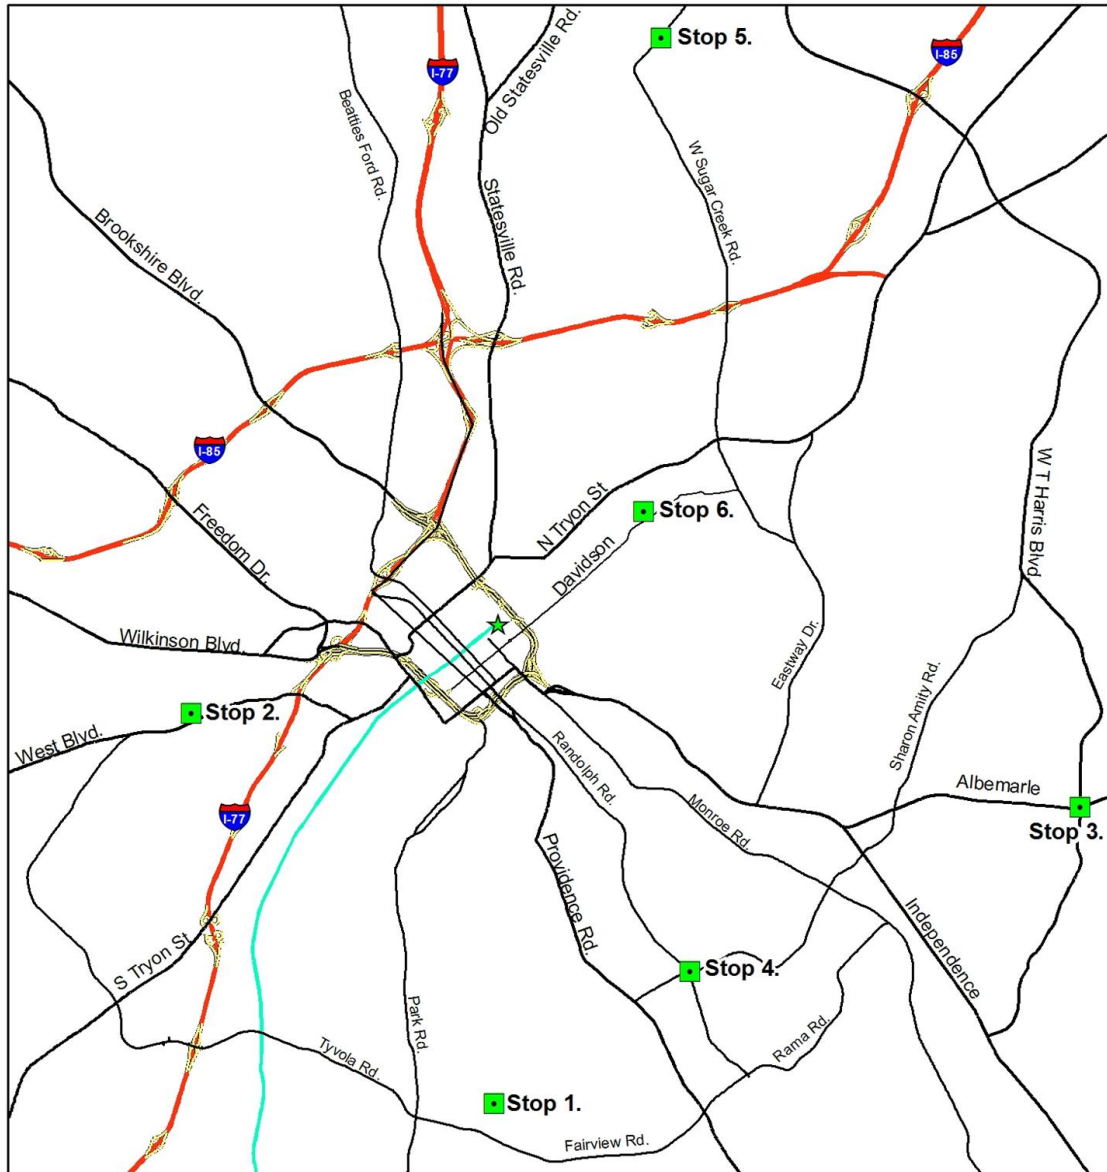 Stop 5.
Old Statesville Rd.
I-85
I-77
Beatties Ford Rd.
W Sugar Creek Rd.
Statesville Rd.
Brookshire Blvd.
I-85
W T Harris Blvd
N Tryon St
Freedom Dr.
Stop 6.
Davidson
Wilkinson Blvd.
Eastway Dr.
Sharon Amity Rd.
Stop 2.
West Blvd.
Randolph Rd.
Albemarle
Monroe Rd.
I-77
Stop 3.
Providence Rd.
Independence
S Tryon St.
Stop 4.
Park Rd.
Rama Rd.
Tyvola Rd.
Stop 1.
Fairview Rd.